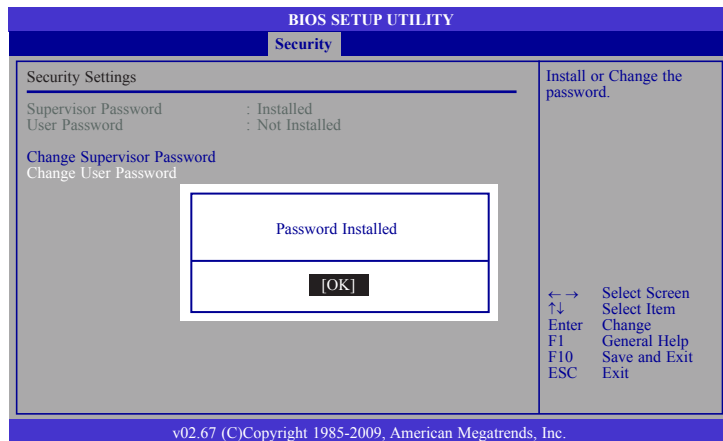 BIOS SETUP UTILITY
Security
Security Settings
Supervisor Password : Installed
User Password : Not Installed
Change Supervisor Password
Change User Password
Password Installed
[OK]
Install or Change the
password.
←→ Select Screen
↑↓ Select Item
Enter Change
F1 General Help
F10 Save and Exit
ESC Exit
v02.67 (C)Copyright 1985-2009, American Megatrends, Inc.